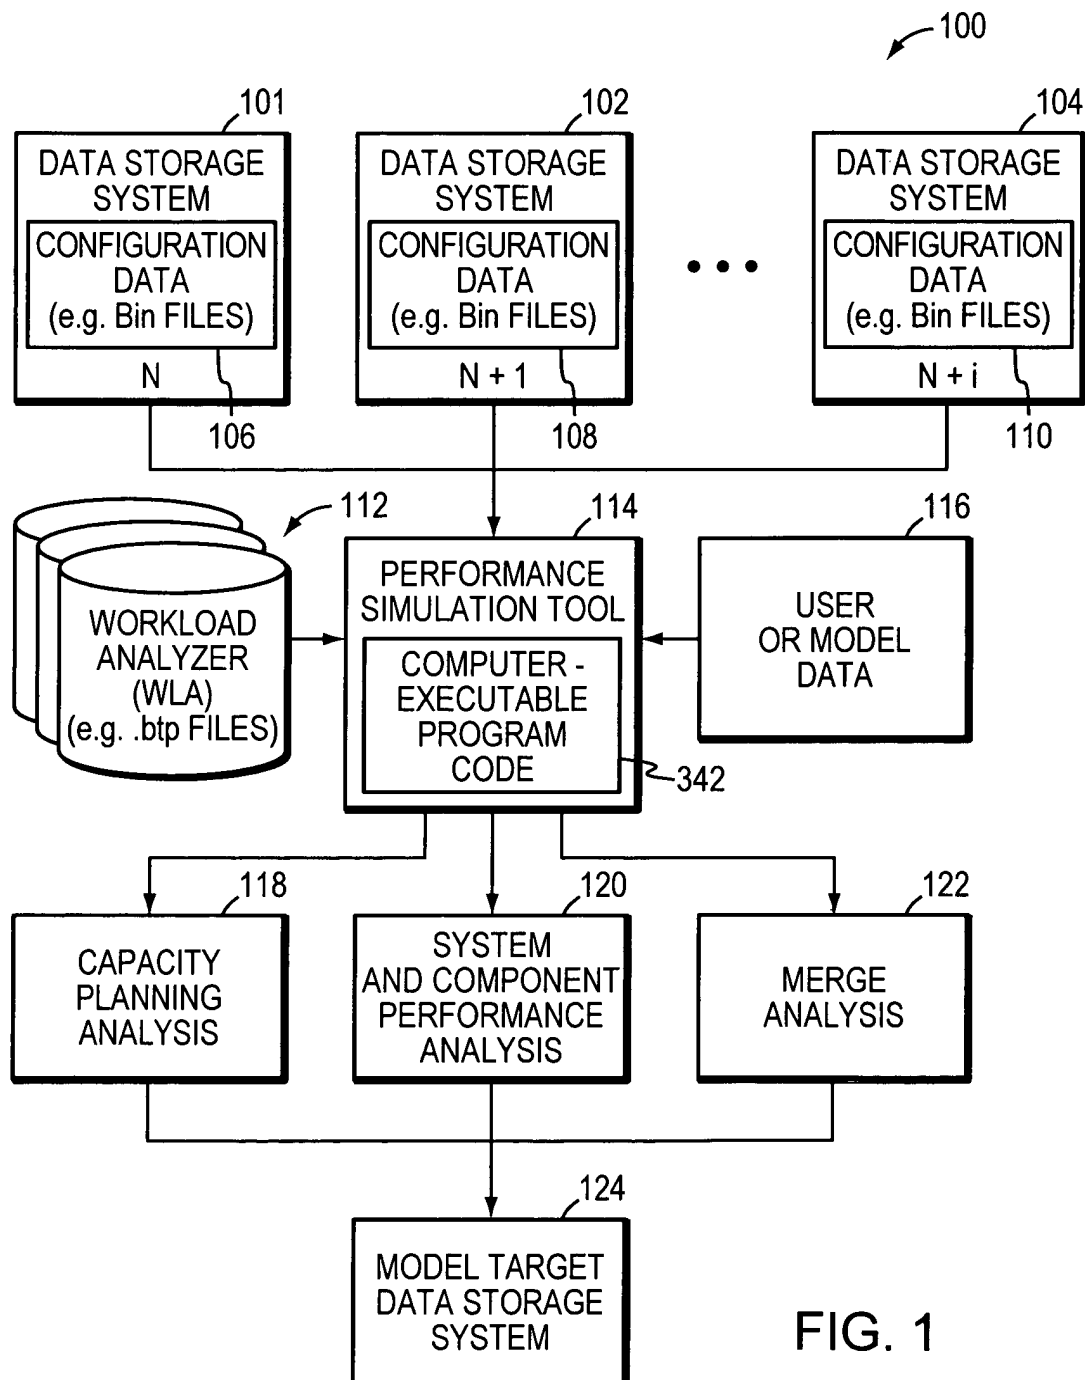 100
101
DATA STORAGE
SYSTEM
CONFIGURATION
DATA
(e.g. Bin FILES)
N
106
102
DATA STORAGE
SYSTEM
CONFIGURATION
DATA
(e.g. Bin FILES)
N + 1
108
104
DATA STORAGE
SYSTEM
CONFIGURATION
DATA
(e.g. Bin FILES)
N + i
110
112
WORKLOAD
ANALYZER
(WLA)
(e.g. .btp FILES)
114
PERFORMANCE
SIMULATION TOOL
COMPUTER -
EXECUTABLE
PROGRAM
CODE
342
116
USER
OR MODEL
DATA
118
CAPACITY
PLANNING
ANALYSIS
120
SYSTEM
AND COMPONENT
PERFORMANCE
ANALYSIS
122
MERGE
ANALYSIS
124
MODEL TARGET
DATA STORAGE
SYSTEM
FIG. 1